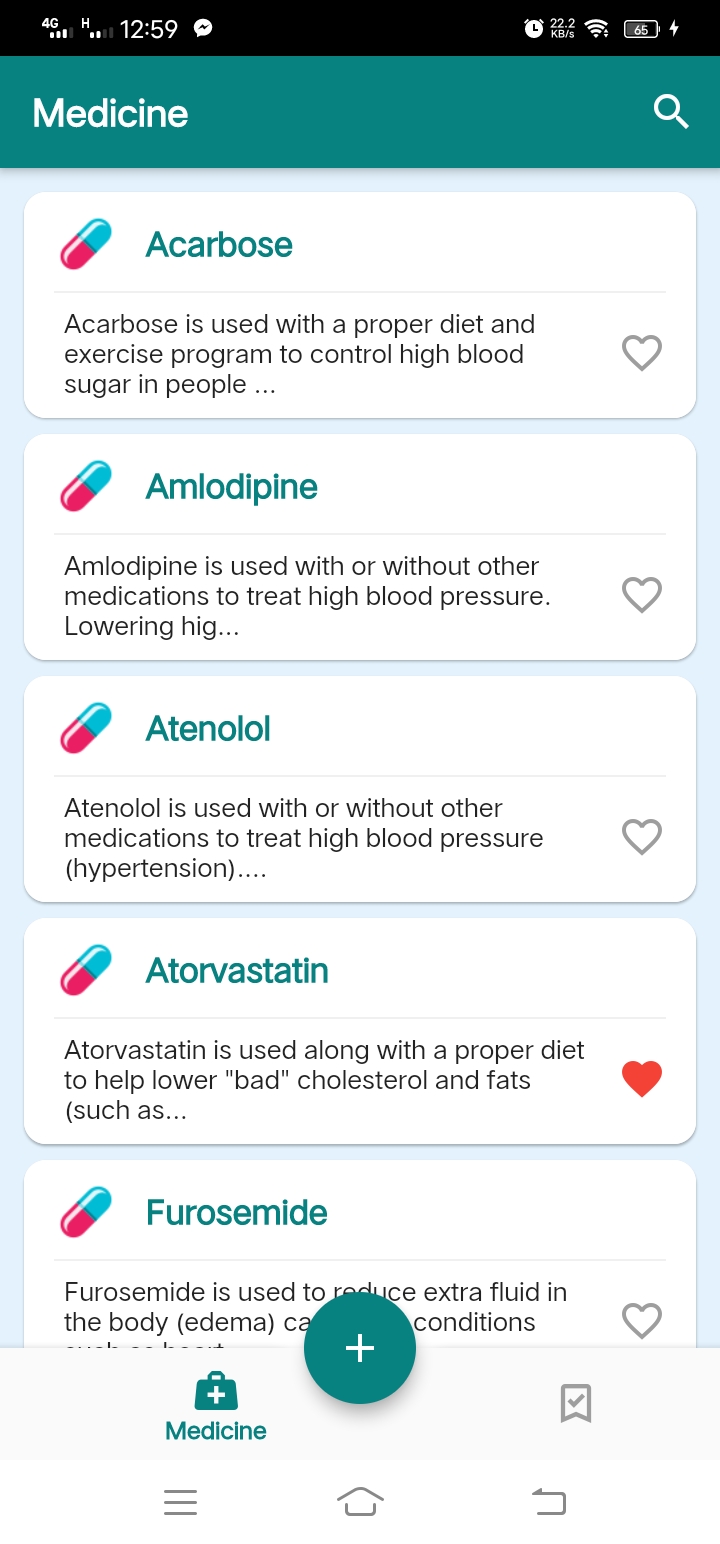 4G H 12:59 22.2 KB/s 65
Medicine
Acarbose
Acarbose is used with a proper diet and
exercise program to control high blood
sugar in people ...
Amlodipine
Amlodipine is used with or without other
medications to treat high blood pressure.
Lowering hig...
Atenolol
Atenolol is used with or without other
medications to treat high blood pressure
(hypertension)....
Atorvastatin
Atorvastatin is used along with a proper diet
to help lower "bad" cholesterol and fats
(such as...
Furosemide
Furosemide is used to reduce extra fluid in
the body (edema) ca conditions
Medicine